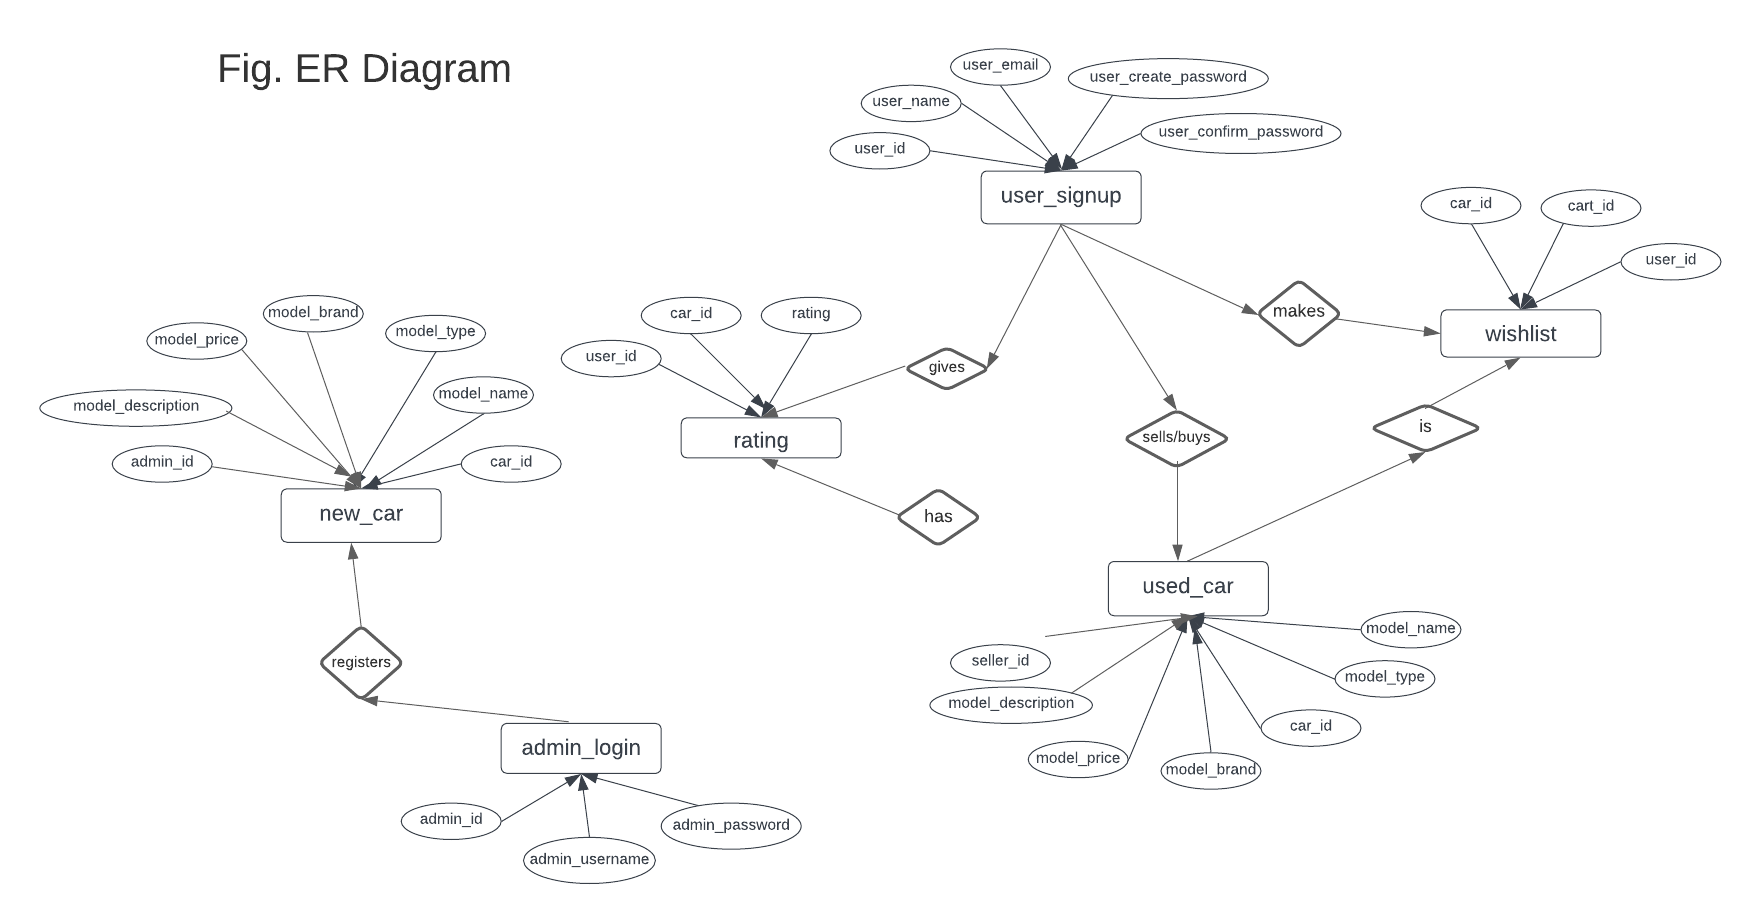 Fig. ER Diagram
user_email
user_create_password
user_name
user_confirm_password
user_id
user_signup
car_id
cart_id
user_id
makes
wishlist
car_id
rating
user_id
gives
rating
has
sells/buys
is
model_brand
model_type
model_price
model_name
model_description
admin_id
car_id
new_car
registers
admin_login
admin_id
admin_password
admin_username
used_car
model_name
seller_id
model_type
model_description
car_id
model_price
model_brand